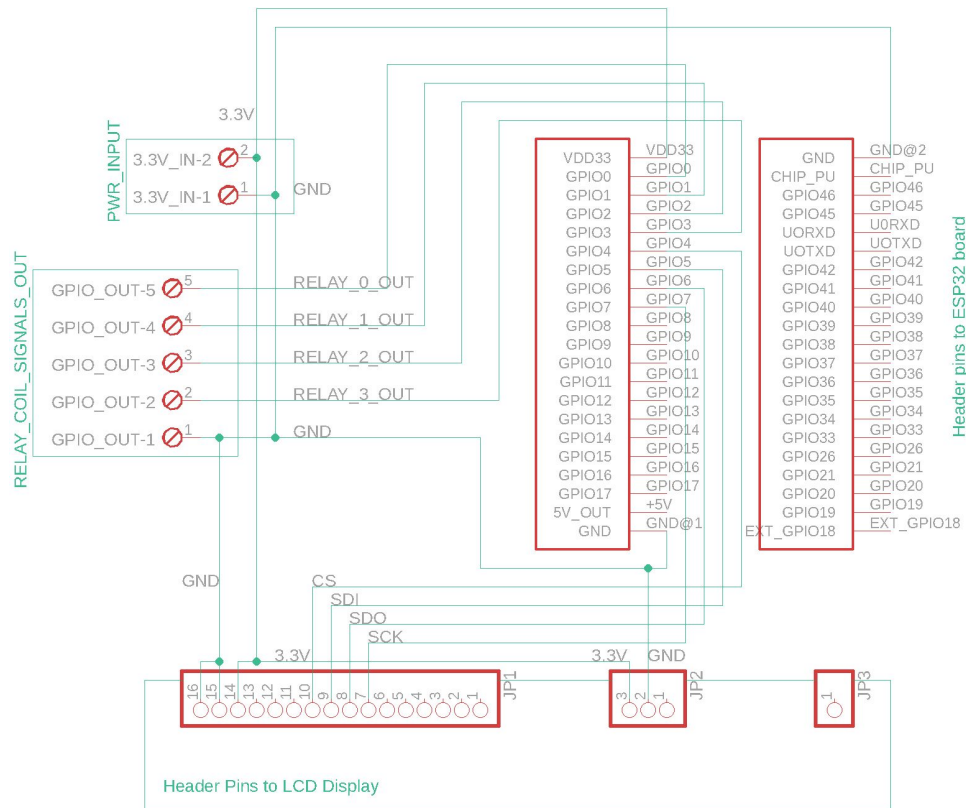 3.3V
PWR_INPUT
3.3V_IN-2
2
3.3V_IN-1
1
GND
RELAY_COIL_SIGNALS_OUT
GPIO_OUT-5
5
RELAY_0_OUT
GPIO_OUT-4
4
RELAY_1_OUT
GPIO_OUT-3
3
RELAY_2_OUT
GPIO_OUT-2
2
RELAY_3_OUT
GPIO_OUT-1
1
GND
VDD33 VDD33
GPIO0 GPIO0
GPIO1 GPIO1
GPIO2 GPIO2
GPIO3 GPIO3
GPIO4 GPIO4
GPIO5 GPIO5
GPIO6 GPIO6
GPIO7 GPIO7
GPIO8 GPIO8
GPIO9 GPIO9
GPIO10 GPIO10
GPIO11 GPIO11
GPIO12 GPIO12
GPIO13 GPIO13
GPIO14 GPIO14
GPIO15 GPIO15
GPIO16 GPIO16
GPIO17 GPIO17
5V_OUT +5V
GND GND@1
GND GND@2
CHIP_PU CHIP_PU
GPIO46 GPIO46
GPIO45 GPIO45
UORXD U0RXD
UOTXD UOTXD
GPIO42 GPIO42
GPIO41 GPIO41
GPIO40 GPIO40
GPIO39 GPIO39
GPIO38 GPIO38
GPIO37 GPIO37
GPIO36 GPIO36
GPIO35 GPIO35
GPIO34 GPIO34
GPIO33 GPIO33
GPIO26 GPIO26
GPIO21 GPIO21
GPIO20 GPIO20
GPIO19 GPIO19
EXT_GPIO18 EXT_GPIO18
Header pins to ESP32 board
GND
CS
SDI
SDO
SCK
3.3V
3.3V
GND
16 15 14 13 12 11 10 9 8 7 6 5 4 3 2 1
JP1
3 2 1
JP2
1
JP3
Header Pins to LCD Display